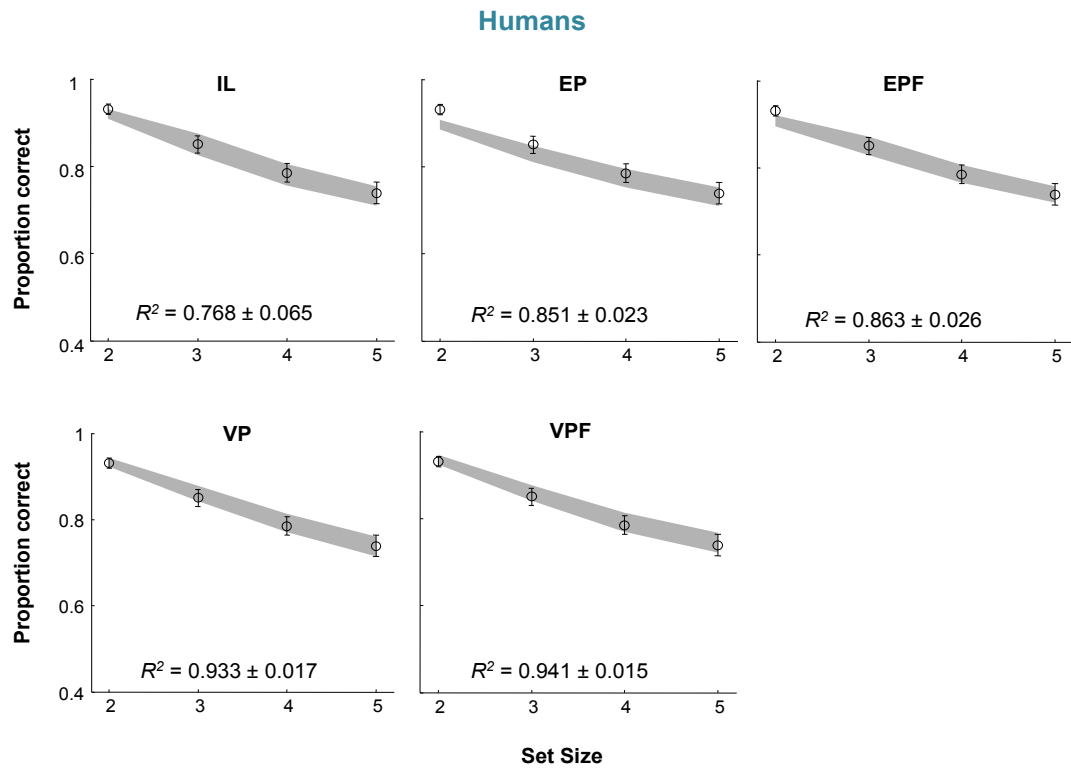 Humans
IL
EP
EPF
Proportion correct
1
0.8
0.6
0.4
R² = 0.768 ± 0.065
R² = 0.851 ± 0.023
R² = 0.863 ± 0.026
2 3 4 5
2 3 4 5
2 3 4 5
VP
VPF
Proportion correct
1
0.8
0.6
0.4
R² = 0.933 ± 0.017
R² = 0.941 ± 0.015
2 3 4 5
2 3 4 5
Set Size